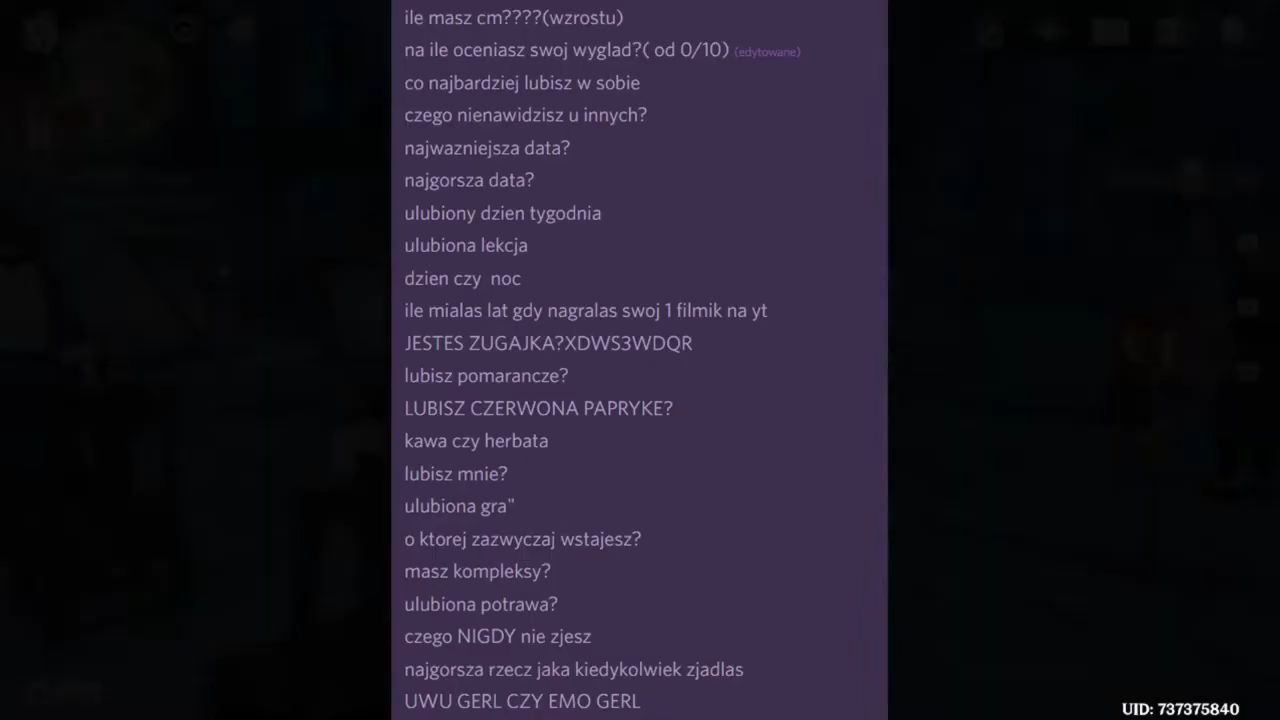 ile masz cm????(wzrostu)
na ile oceniasz swoj wyglad?( od 0/10) (edytowane)
co najbardziej lubisz w sobie
czego nienawidzisz u innych?
najwazniejsza data?
najgorsza data?
ulubiony dzien tygodnia
ulubiona lekcja
dzien czy  noc
ile mialas lat gdy nagralas swoj 1 filmik na yt
JESTES ZUGAJKA?XDWS3WDQR
lubisz pomarancze?
LUBISZ CZERWONA PAPRYKE?
kawa czy herbata
lubisz mnie?
ulubiona gra"
o ktorej zazwyczaj wstajesz?
masz kompleksy?
ulubiona potrawa?
czego NIGDY nie zjesz
najgorsza rzecz jaka kiedykolwiek zjadlas
UWU GERL CZY EMO GERL
UID: 737375840